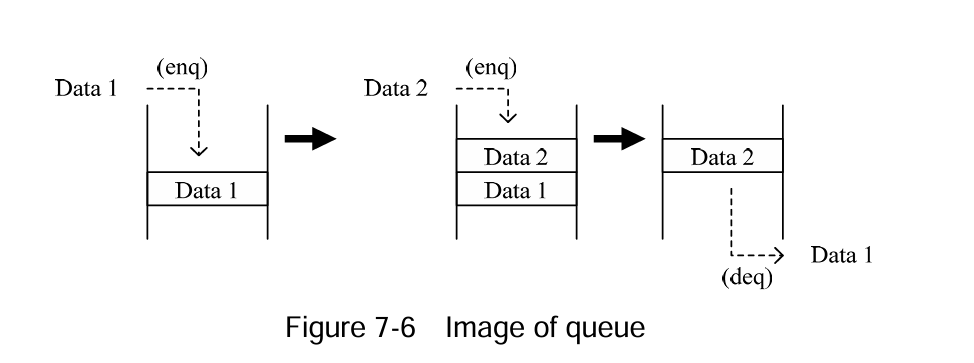 (enq)
Data 1
Data 1
(enq)
Data 2
Data 2
Data 1
Data 2
Data 1
(deq)
Figure 7-6 Image of queue